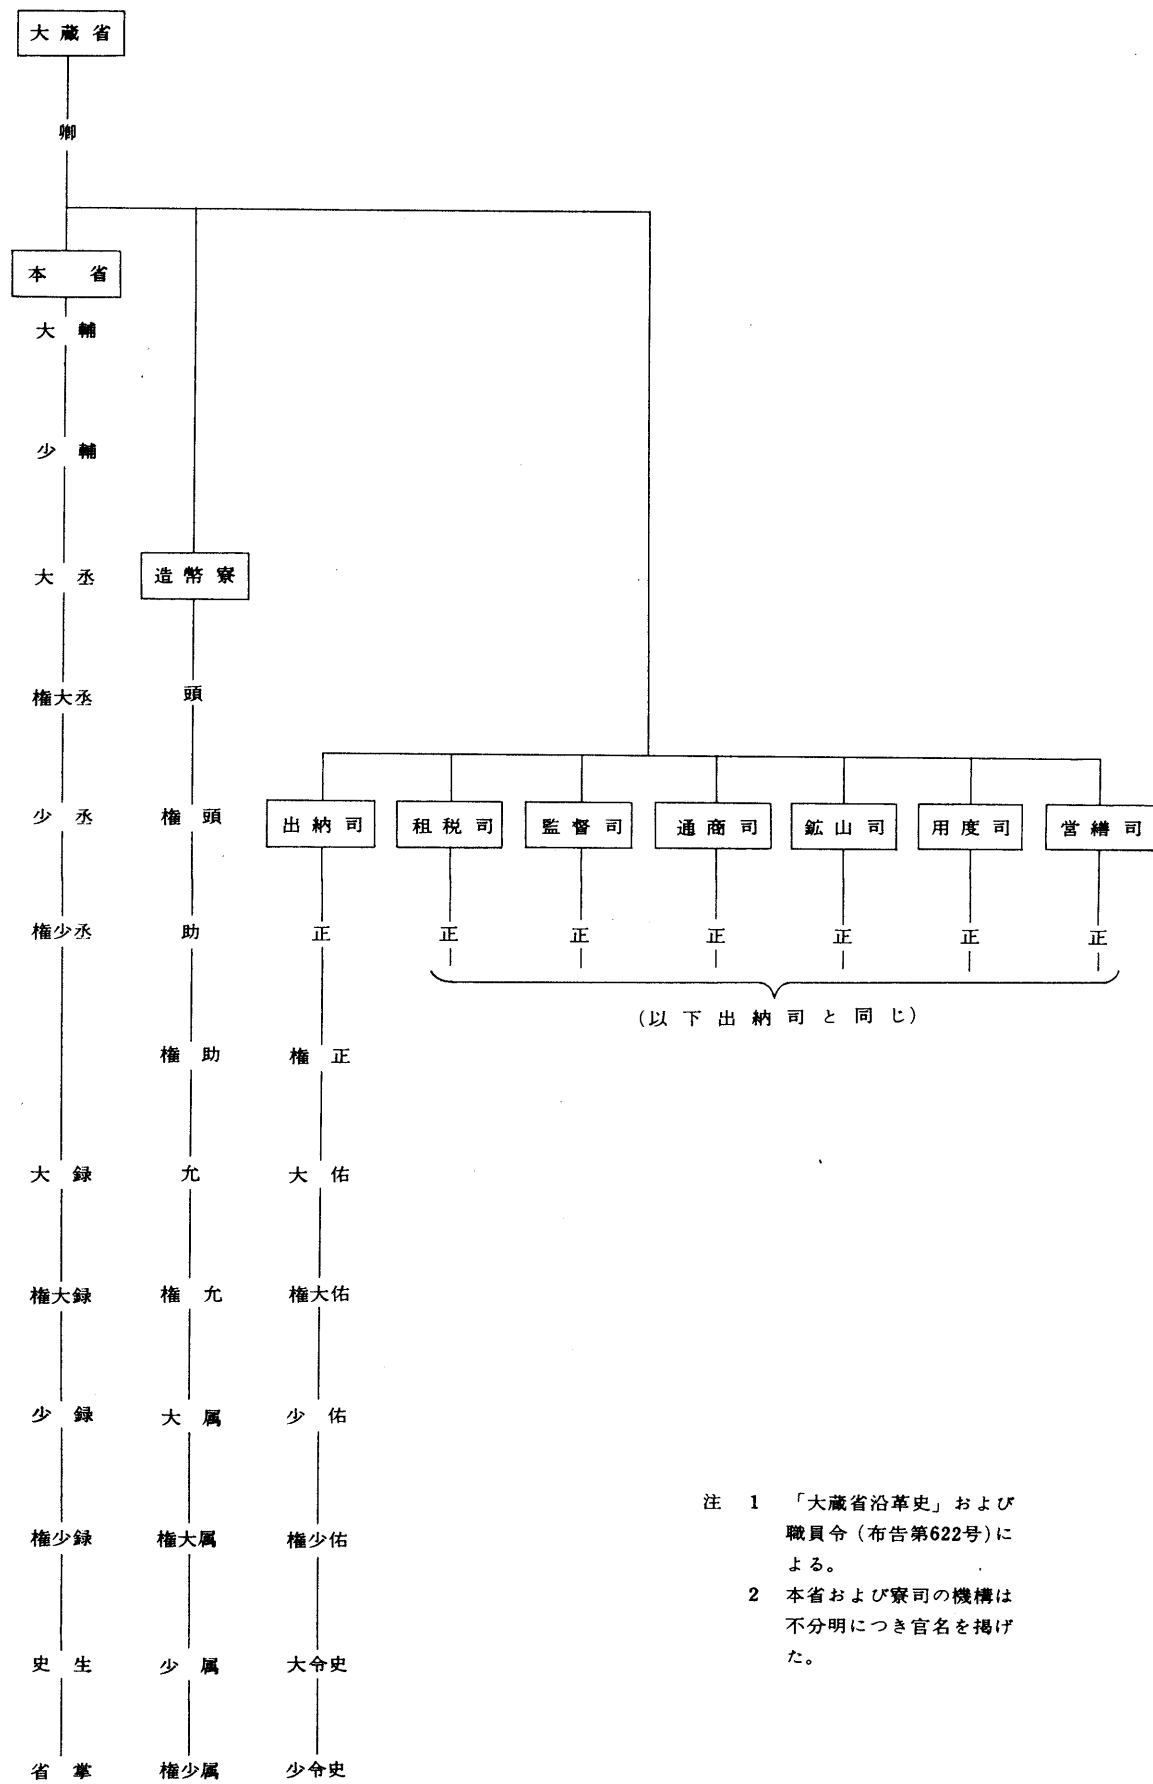 大蔵省
卿
本省
大輔
少輔
大丞
権大丞
少丞
権少丞
大録
権大録
少録
権少録
史生
省掌
造幣寮
頭
権頭
助
権助
允
権允
大属
権大属
少属
権少属
出納司
正
権正
大佑
権大佑
少佑
権少佑
大令史
少令史
租税司
正
監督司
正
通商司
正
鉱山司
正
用度司
正
営繕司
正
(以下出納司と同じ)
注 1 「大蔵省沿革史」および
職員令(布告第622号)に
よる。
2 本省および寮司の機構は
不分明につき官名を掲げ
た。